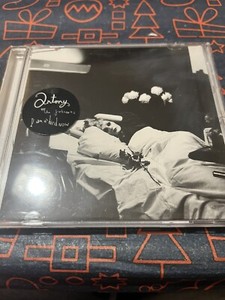 Antony
the johnsons
I am a bird now